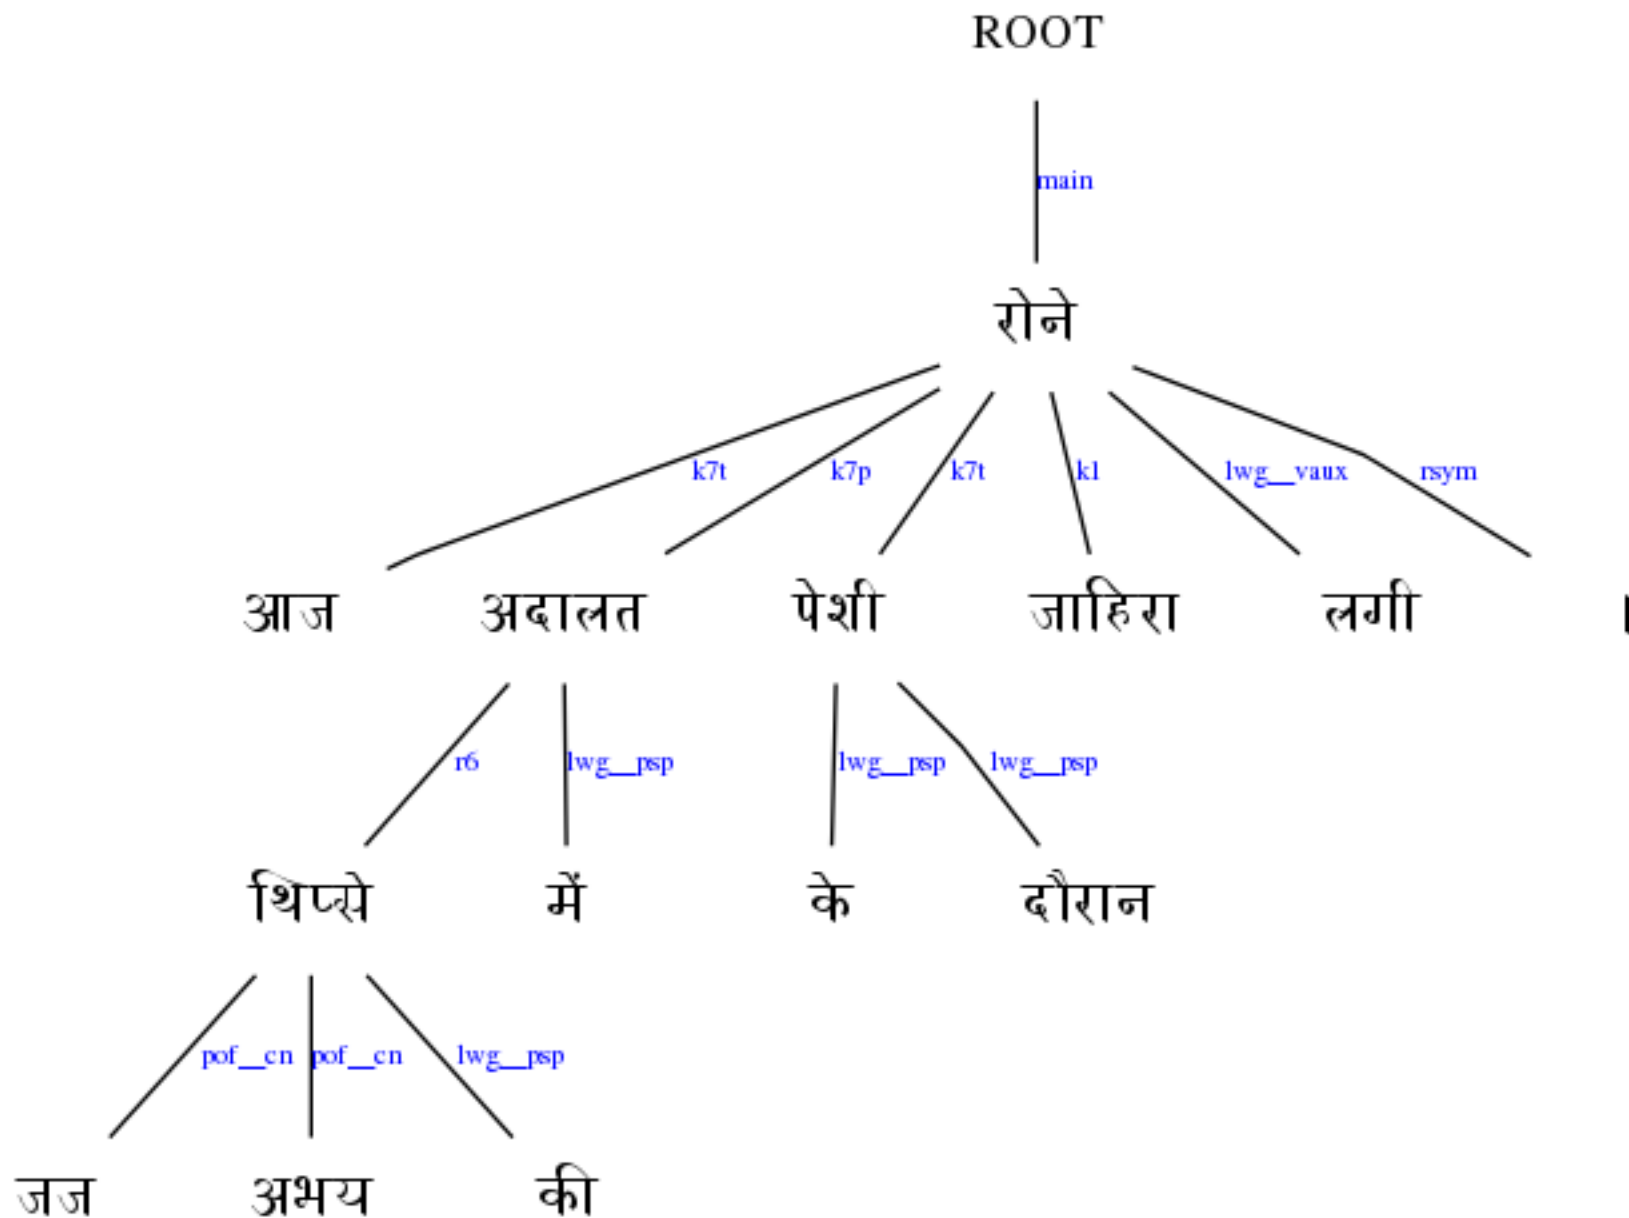 ROOT
main
रोने
k7t k7p k7t k1 lwg__vaux rsym
आज अदालत पेशी जाहिरा लगी ।
r6 lwg__psp lwg__psp lwg__psp
थिप्से में के दौरान
pof__cn pof__cn lwg__psp
जज अभय की